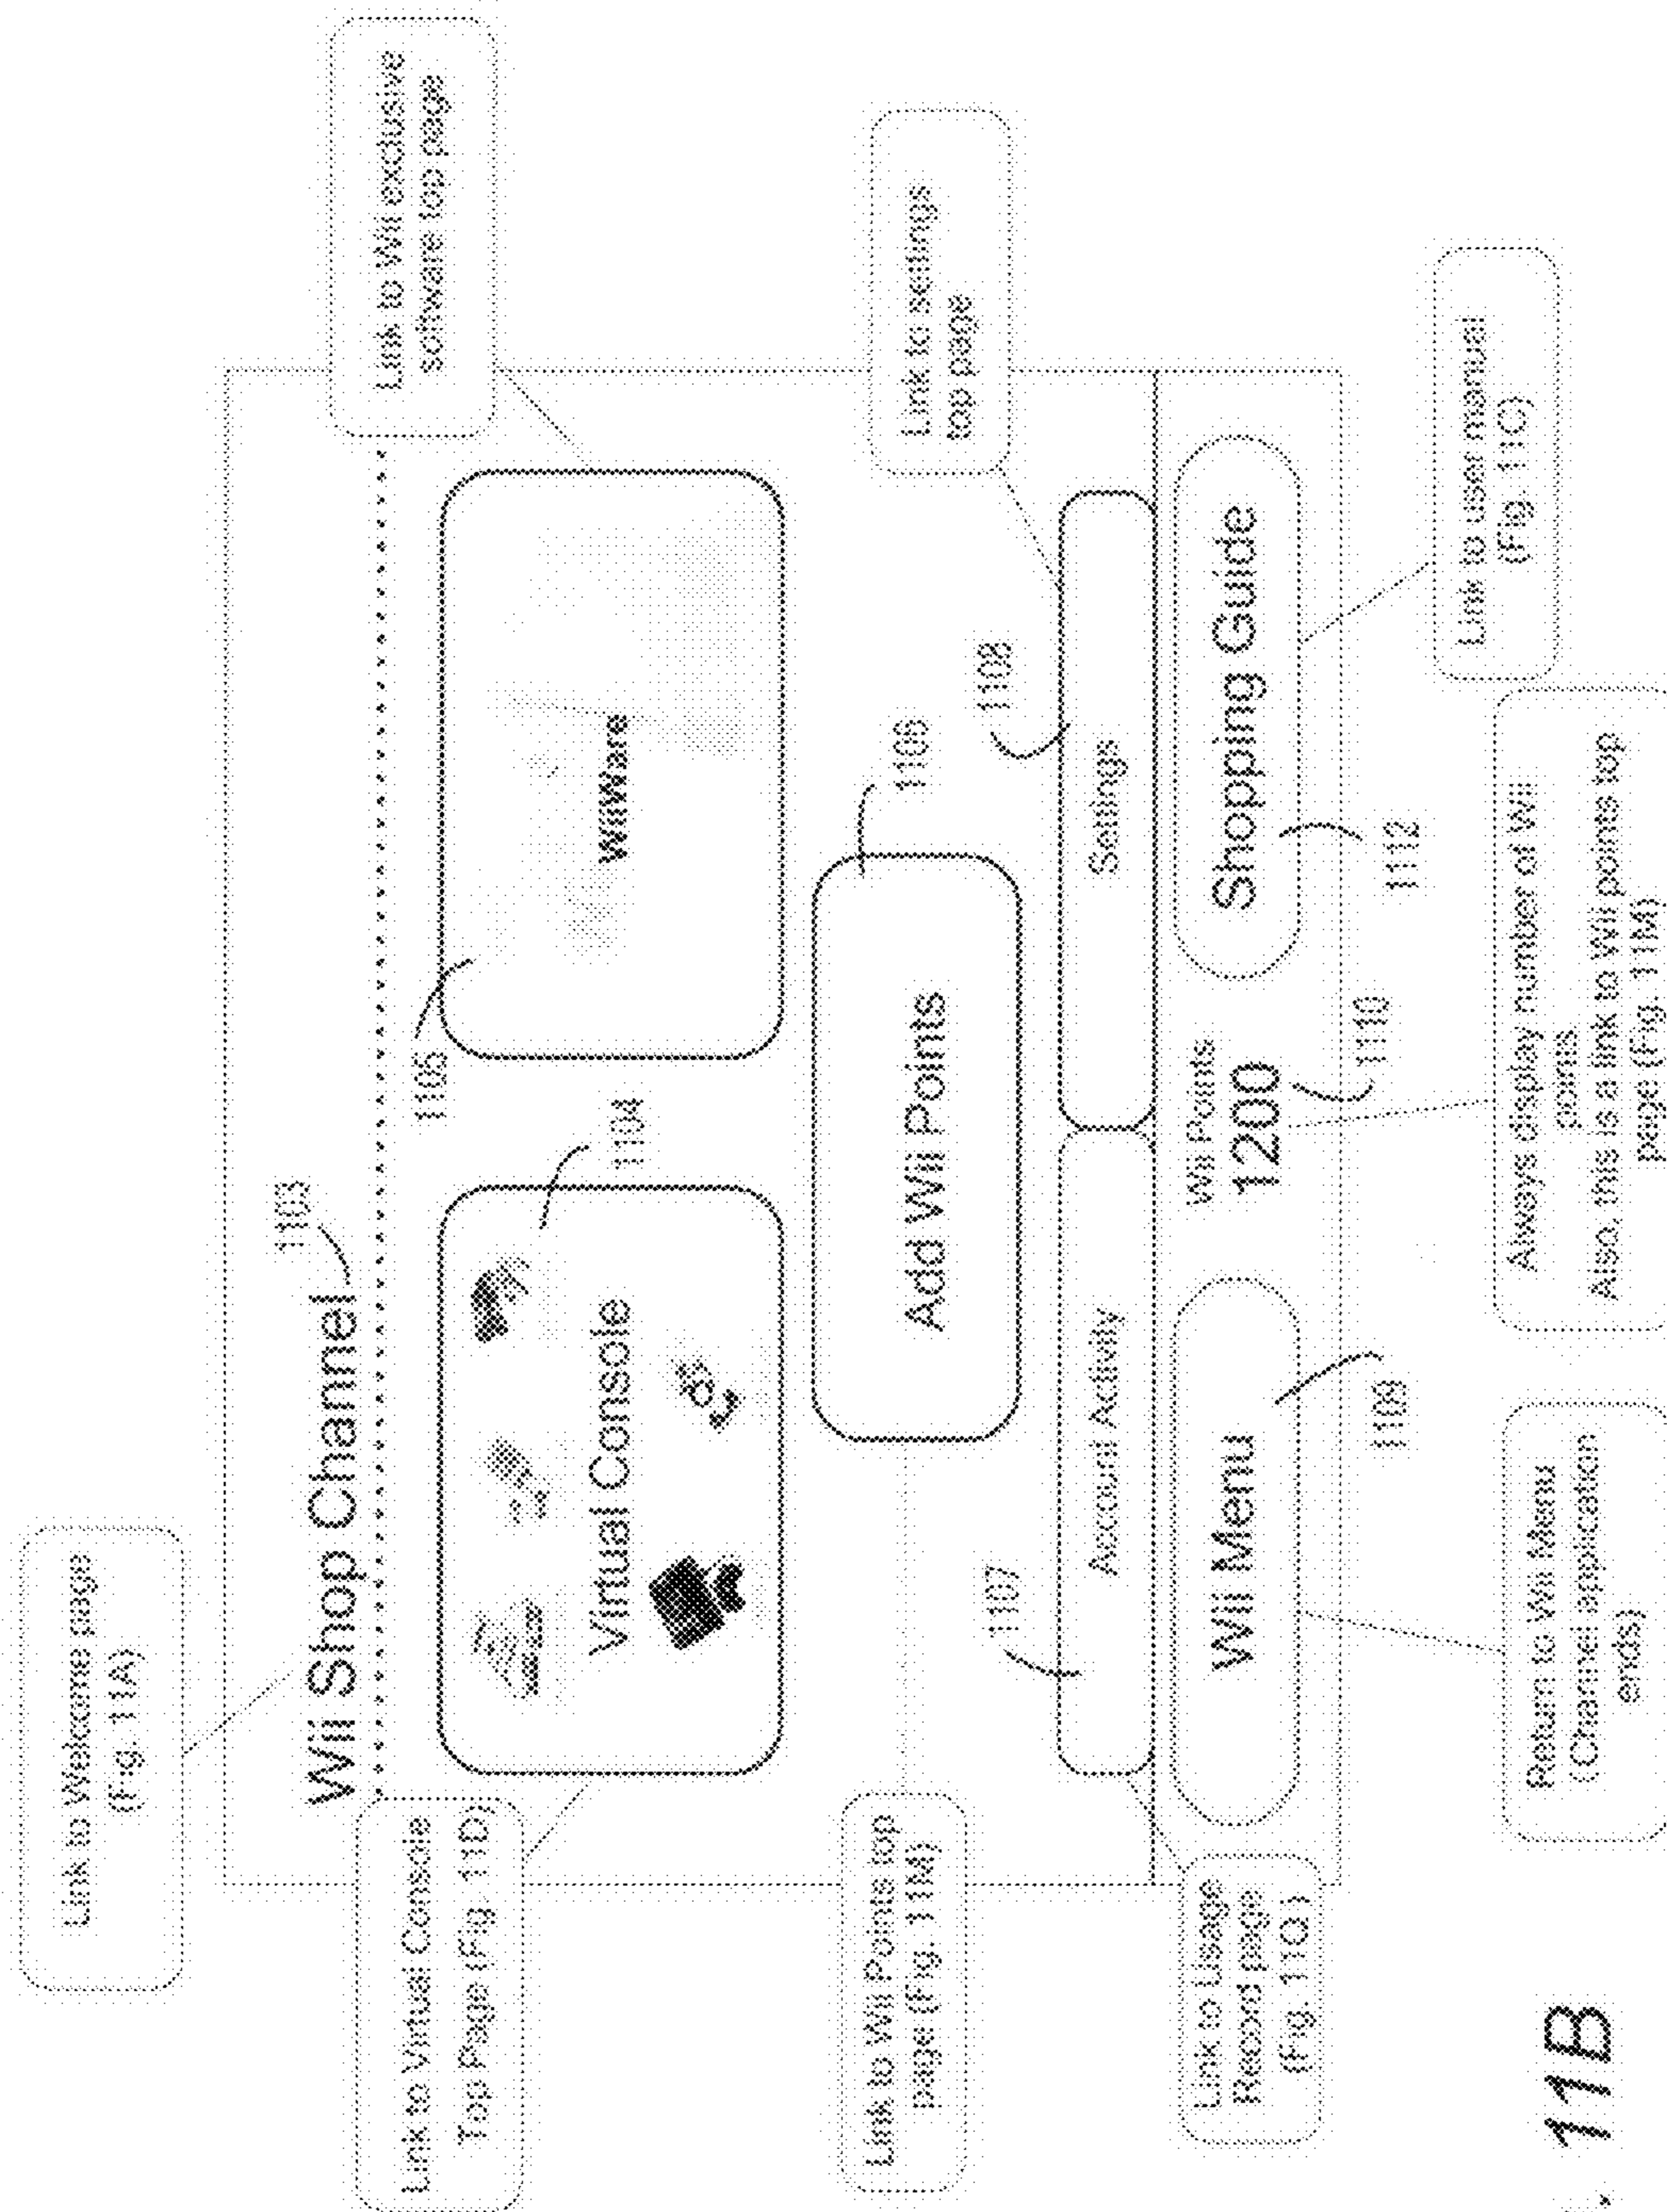 Link to Welcome page
(Fig. 11A)
Wii Shop Channel
1103
Link to Wii exclusive
software top page
Link to Virtual Console
Top Page (Fig. 11D)
Virtual Console
1104
1105
WiiWare
Link to Wii Points top
page (Fig. 11M)
Add Wii Points
1106
Link to settings
top page
1107
Account Activity
1108
Settings
Link to Usage
Record page
(Fig. 11Q)
Wii Menu
1109
Wii Points
1200
1110
Shopping Guide
1112
Link to user manual
(Fig. 11C)
Return to Wii Menu
(Channel application
ends)
Always display number of Wii
points
Also, this is a link to Wii points top
page (Fig. 11M)
11B